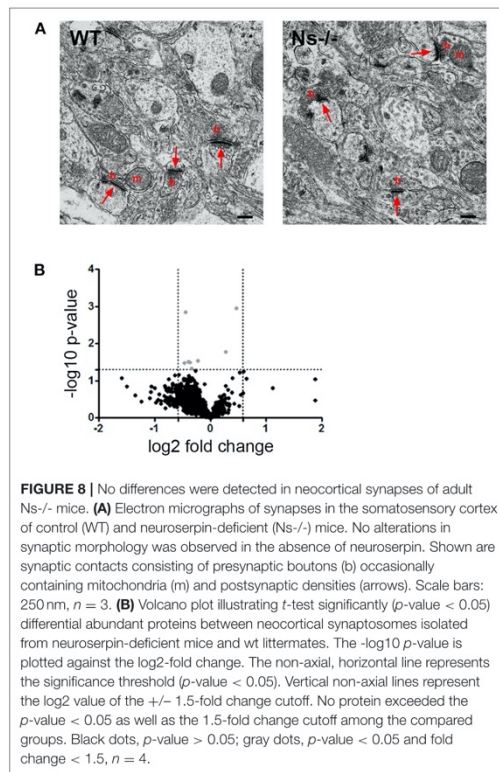 A
WT
Ns-/-
b
m
b
b
b
m
b
b
B
4
3
2
1
0
-2
-1
0
1
2
-log10 p-value
log2 fold change
FIGURE 8 | No differences were detected in neocortical synapses of adult
Ns-/- mice. (A) Electron micrographs of synapses in the somatosensory cortex
of control (WT) and neuroserpin-deficient (Ns-/-) mice. No alterations in
synaptic morphology was observed in the absence of neuroserpin. Shown are
synaptic contacts consisting of presynaptic boutons (b) occasionally
containing mitochondria (m) and postsynaptic densities (arrows). Scale bars:
250 nm, n = 3. (B) Volcano plot illustrating t-test significantly (p-value < 0.05)
differential abundant proteins between neocortical synaptosomes isolated
from neuroserpin-deficient mice and wt littermates. The -log10 p-value is
plotted against the log2-fold change. The non-axial, horizontal line represents
the significance threshold (p-value < 0.05). Vertical non-axial lines represent
the log2 value of the +/− 1.5-fold change cutoff. No protein exceeded the
p-value < 0.05 as well as the 1.5-fold change cutoff among the compared
groups. Black dots, p-value > 0.05; gray dots, p-value < 0.05 and fold
change < 1.5, n = 4.